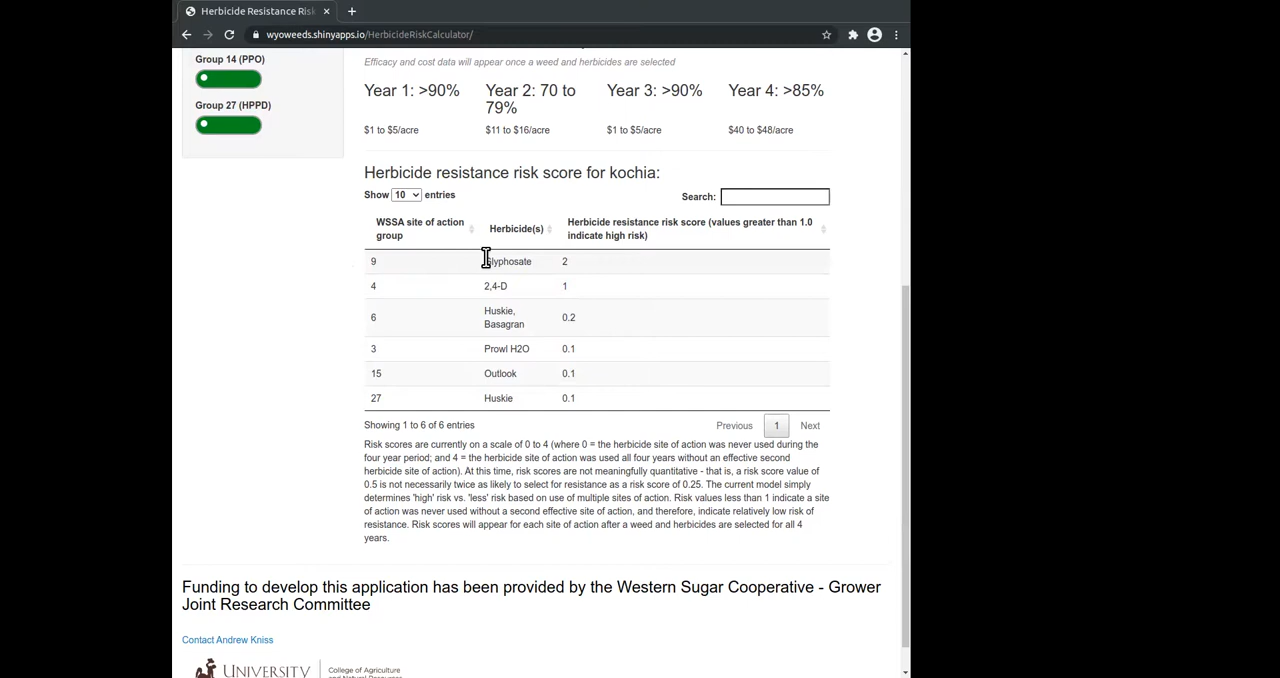 Herbicide Resistance Risk
wyoweeds.shinyapps.io/HerbicideRiskCalculator/
Group 14 (PPO)
Group 27 (HPPD)
Efficacy and cost data will appear once a weed and herbicides are selected
Year 1: >90% Year 2: 70 to Year 3: >90% Year 4: >85%
79%
$1 to $5/acre $11 to $16/acre $1 to $5/acre $40 to $48/acre
Herbicide resistance risk score for kochia:
Show 10 entries Search:
WSSA site of action Herbicide(s) Herbicide resistance risk score (values greater than 1.0
group indicate high risk)
9 Glyphosate 2
4 2,4-D 1
Huskie,
6 Basagran 0.2
3 Prowl H2O 0.1
15 Outlook 0.1
27 Huskie 0.1
Showing 1 to 6 of 6 entries Previous 1 Next
Risk scores are currently on a scale of 0 to 4 (where 0 = the herbicide site of action was never used during the
four year period; and 4 = the herbicide site of action was used all four years without an effective second
herbicide site of action). At this time, risk scores are not meaningfully quantitative - that is, a risk score value of
0.5 is not necessarily twice as likely to select for resistance as a risk score of 0.25. The current model simply
determines 'high' risk vs. 'less' risk based on use of multiple sites of action. Risk values less than 1 indicate a site
of action was never used without a second effective site of action, and therefore, indicate relatively low risk of
resistance. Risk scores will appear for each site of action after a weed and herbicides are selected for all 4
years.
Funding to develop this application has been provided by the Western Sugar Cooperative - Grower
Joint Research Committee
Contact Andrew Kniss
UNIVERSITY College of Agriculture
and Natural Resources